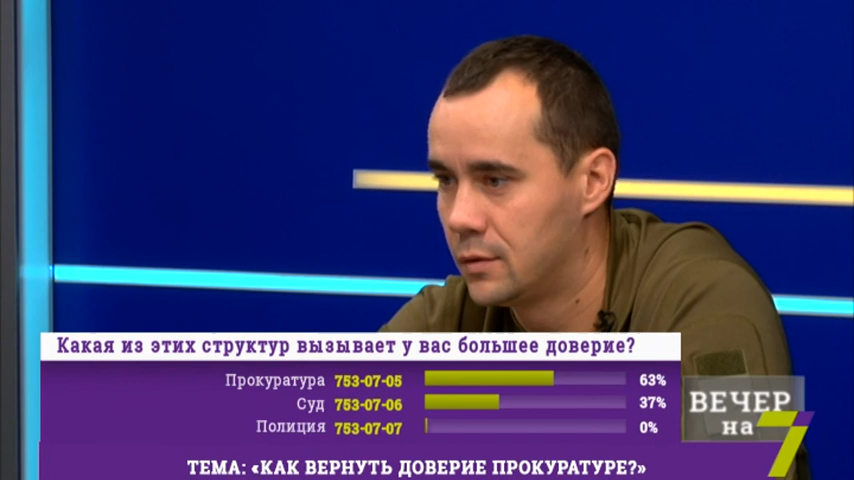 Какая из этих структур вызывает у вас большее доверие?
Прокуратура 753-07-05 63%
Суд 753-07-06 37%
Полиция 753-07-07 0%
ВЕЧЕР
на 7
ТЕМА: «КАК ВЕРНУТЬ ДОВЕРИЕ ПРОКУРАТУРЕ?»